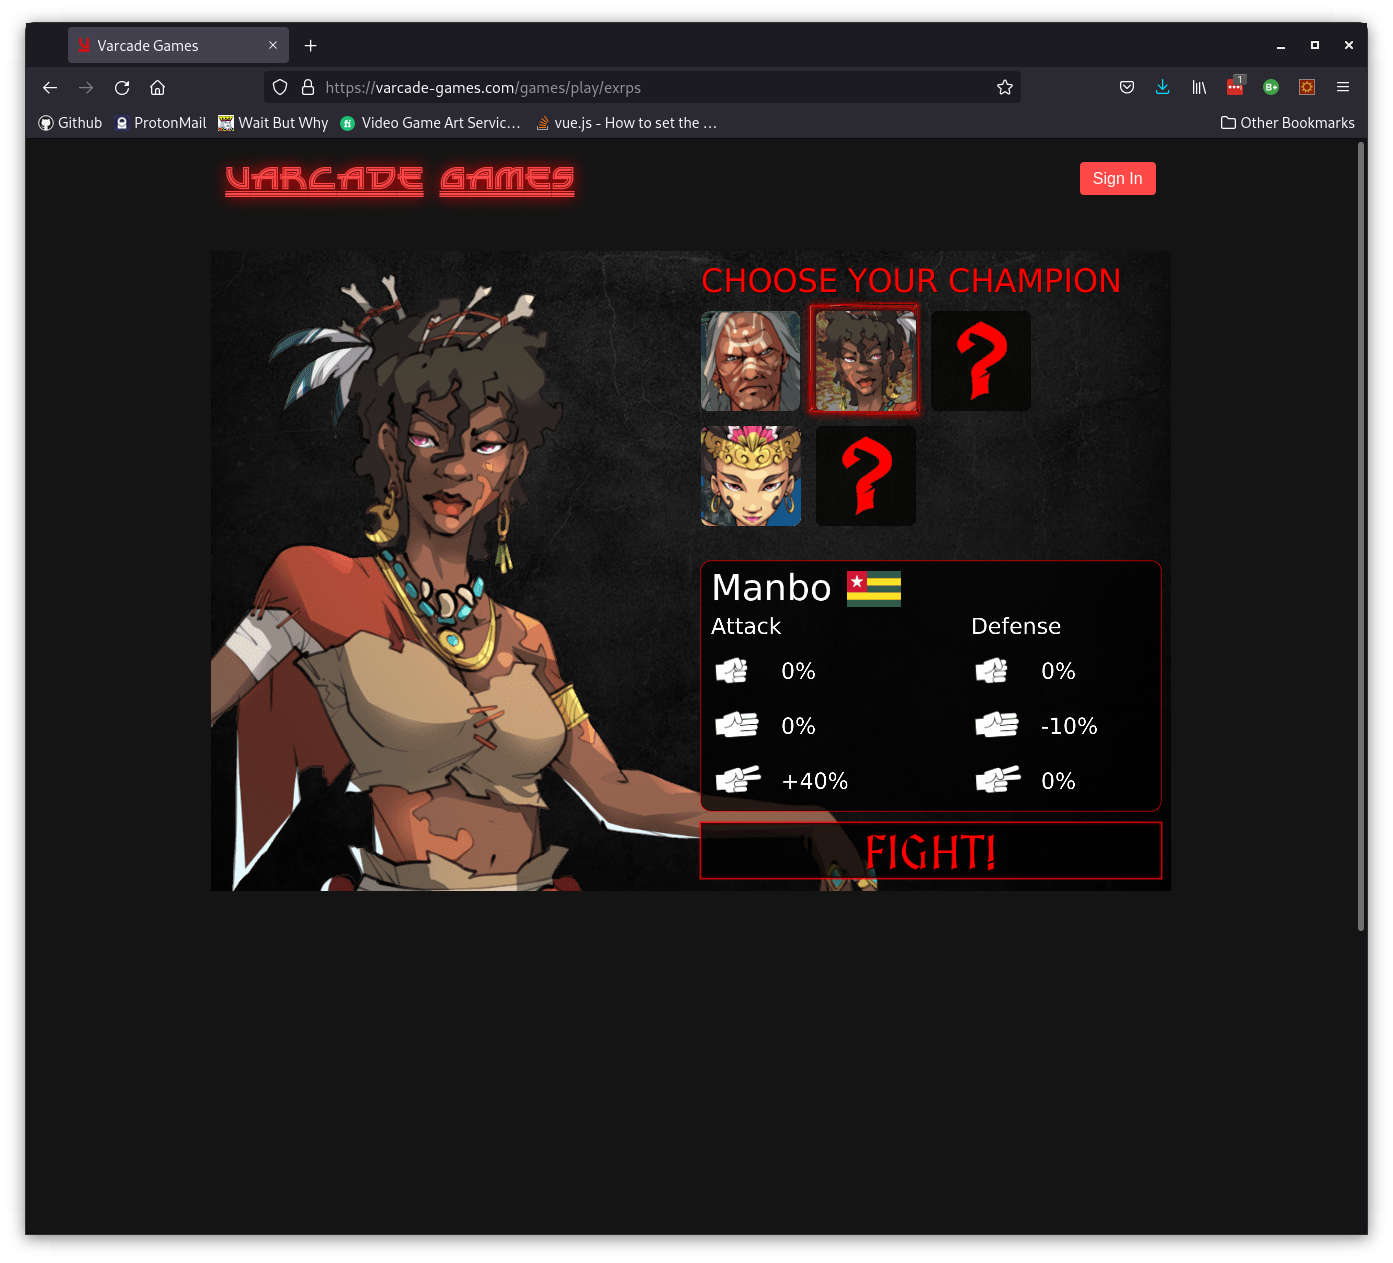 Varcade Games
1
https://varcade-games.com/games/play/exrps
Github
ProtonMail
Wait But Why
Video Game Art Servic...
vue.js - How to set the ...
Other Bookmarks
VARCADE GAMES
Sign In
CHOOSE YOUR CHAMPION
?
?
Manbo
Attack Defense
0% 0%
0% -10%
+40% 0%
FIGHT!